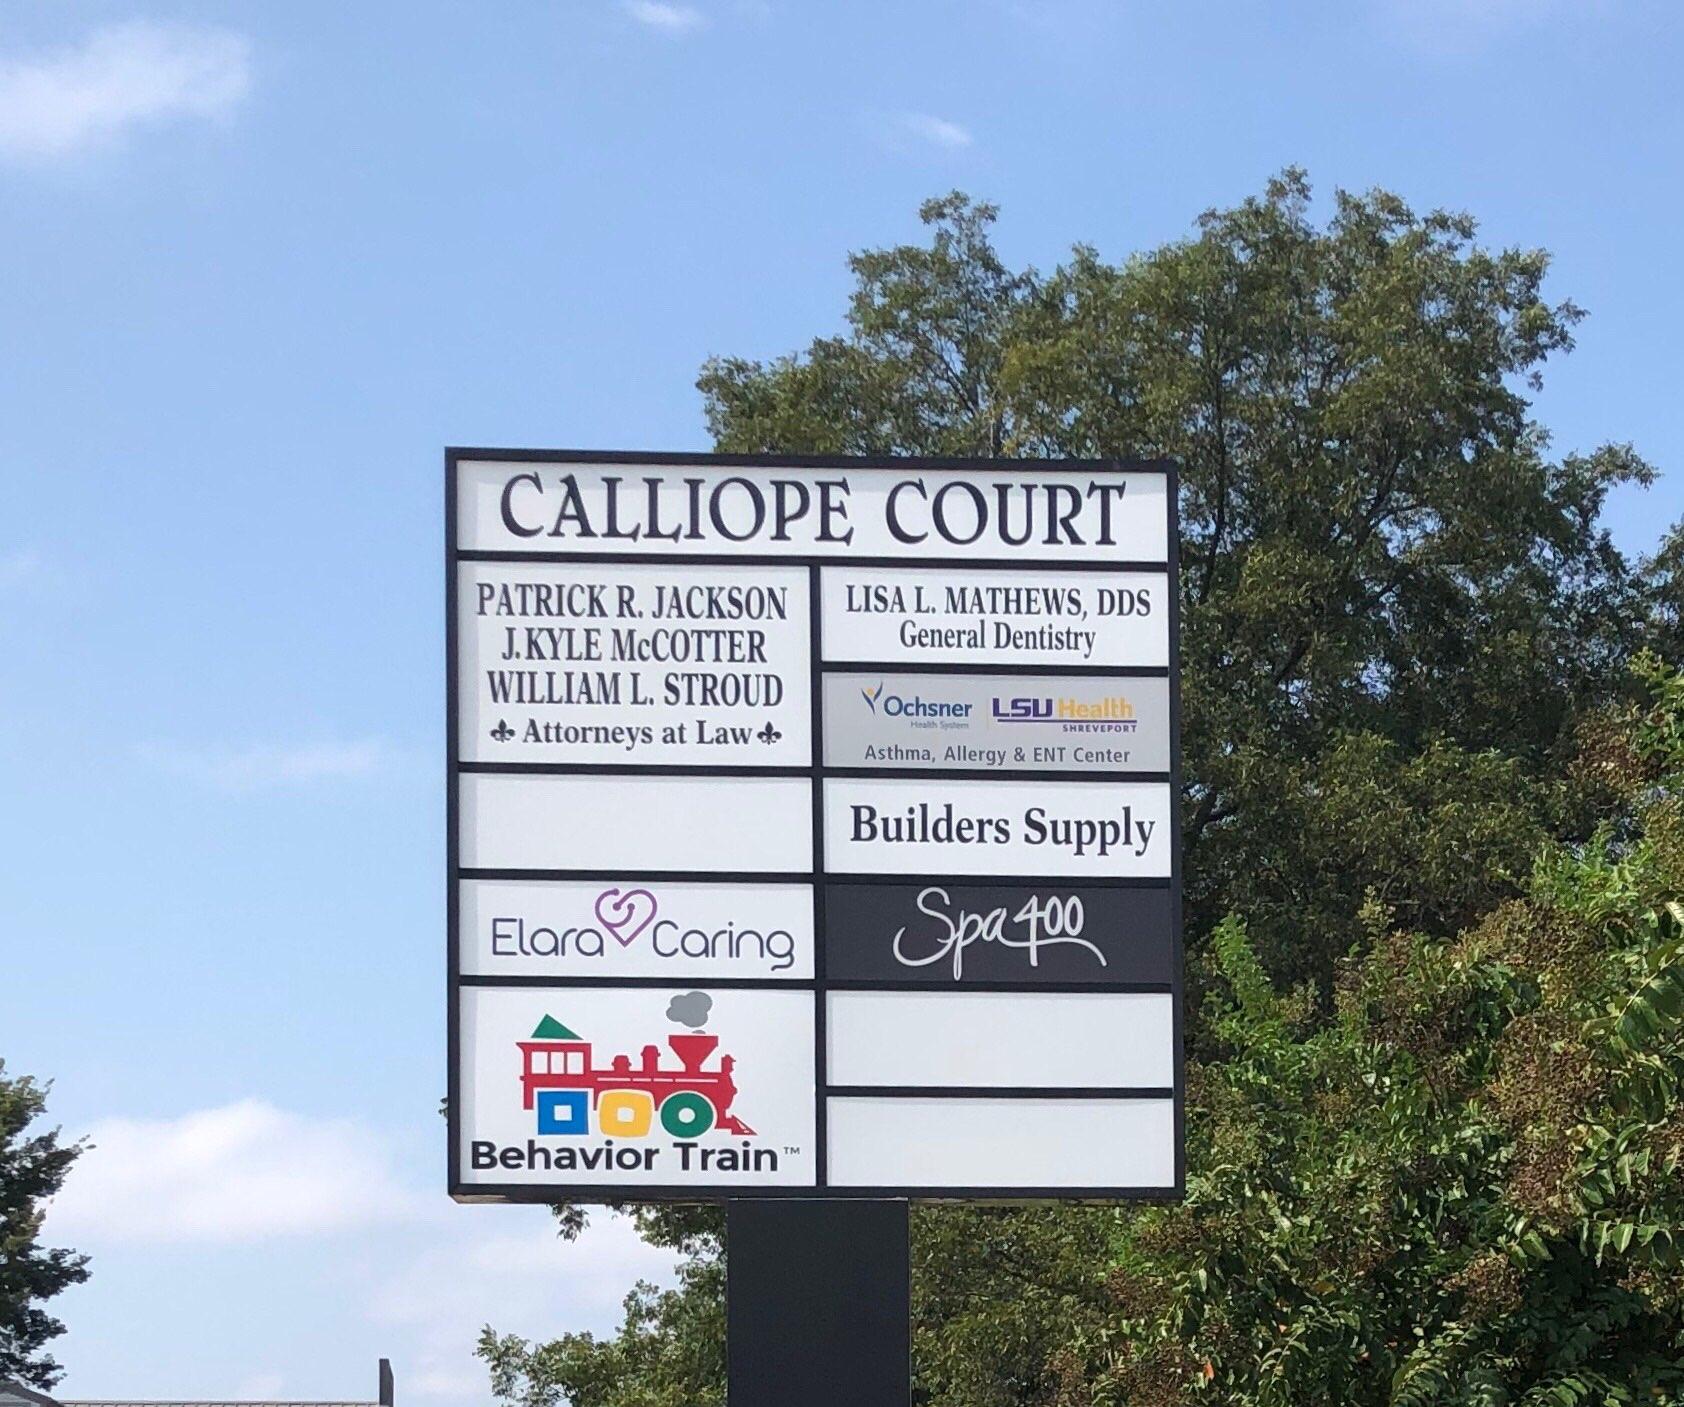 CALLIOPE COURT
PATRICK R. JACKSON
J. KYLE McCOTTER
WILLIAM L. STROUD
Attorneys at Law
Elara Caring
Behavior Train™
LISA L. MATHEWS, DDS
General Dentistry
Ochsner
Health System
LSU Health
SHREVEPORT
Asthma, Allergy & ENT Center
Builders Supply
Spa 400